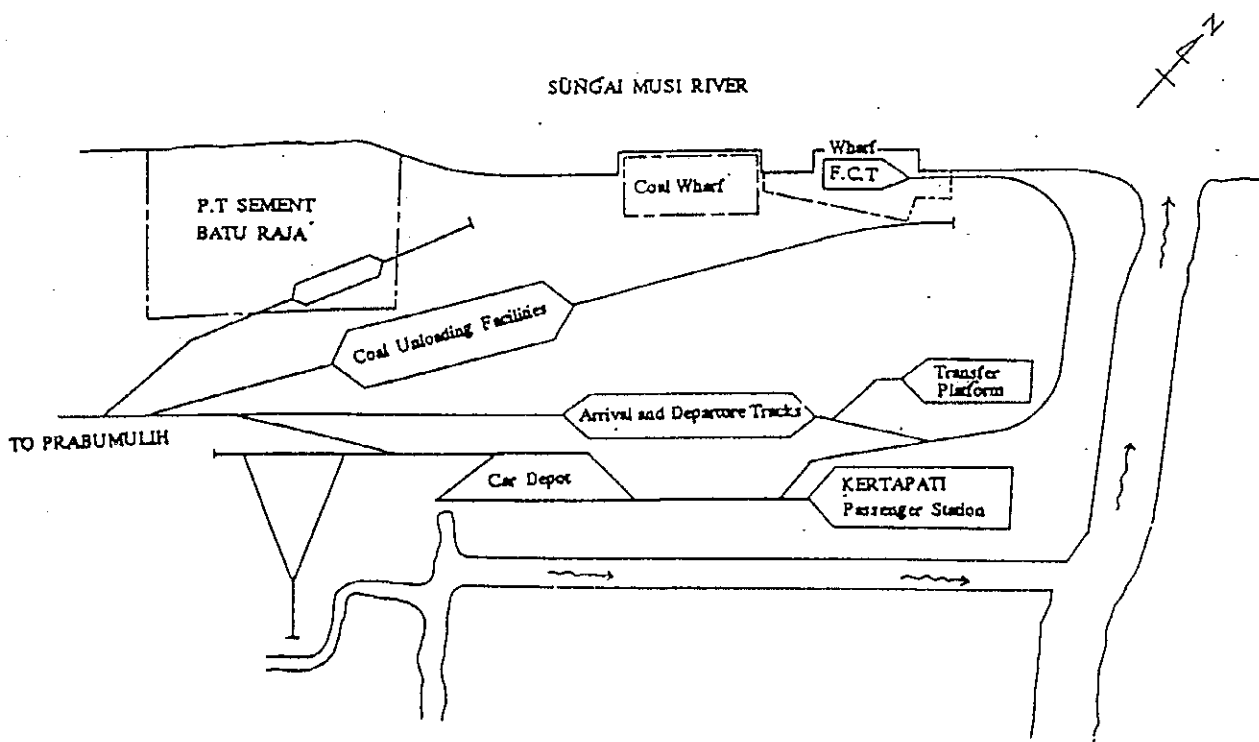 N
SUNGAI MUSI RIVER
Wharf
F.C.T
Coal Wharf
P.T SEMENT
BATU RAJA
Coal Unloading Facilities
Transfer
Platform
Arrival and Departure Tracks
TO PRABUMULIH
Car Depot
KERTAPATI
Passenger Station